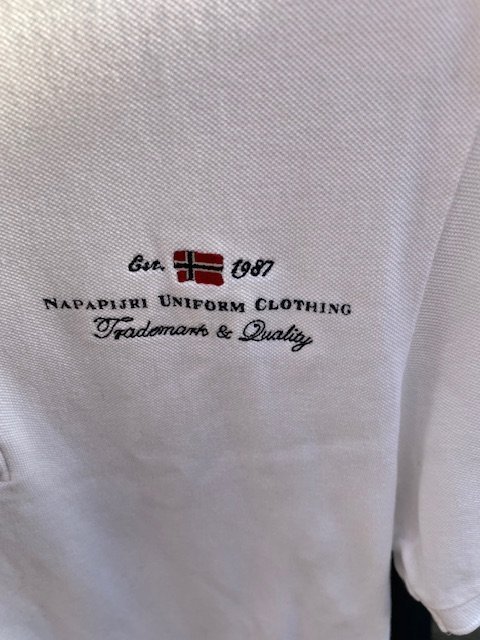 Est. 1987
NAPAPIJRI UNIFORM CLOTHING
Trademark & Quality